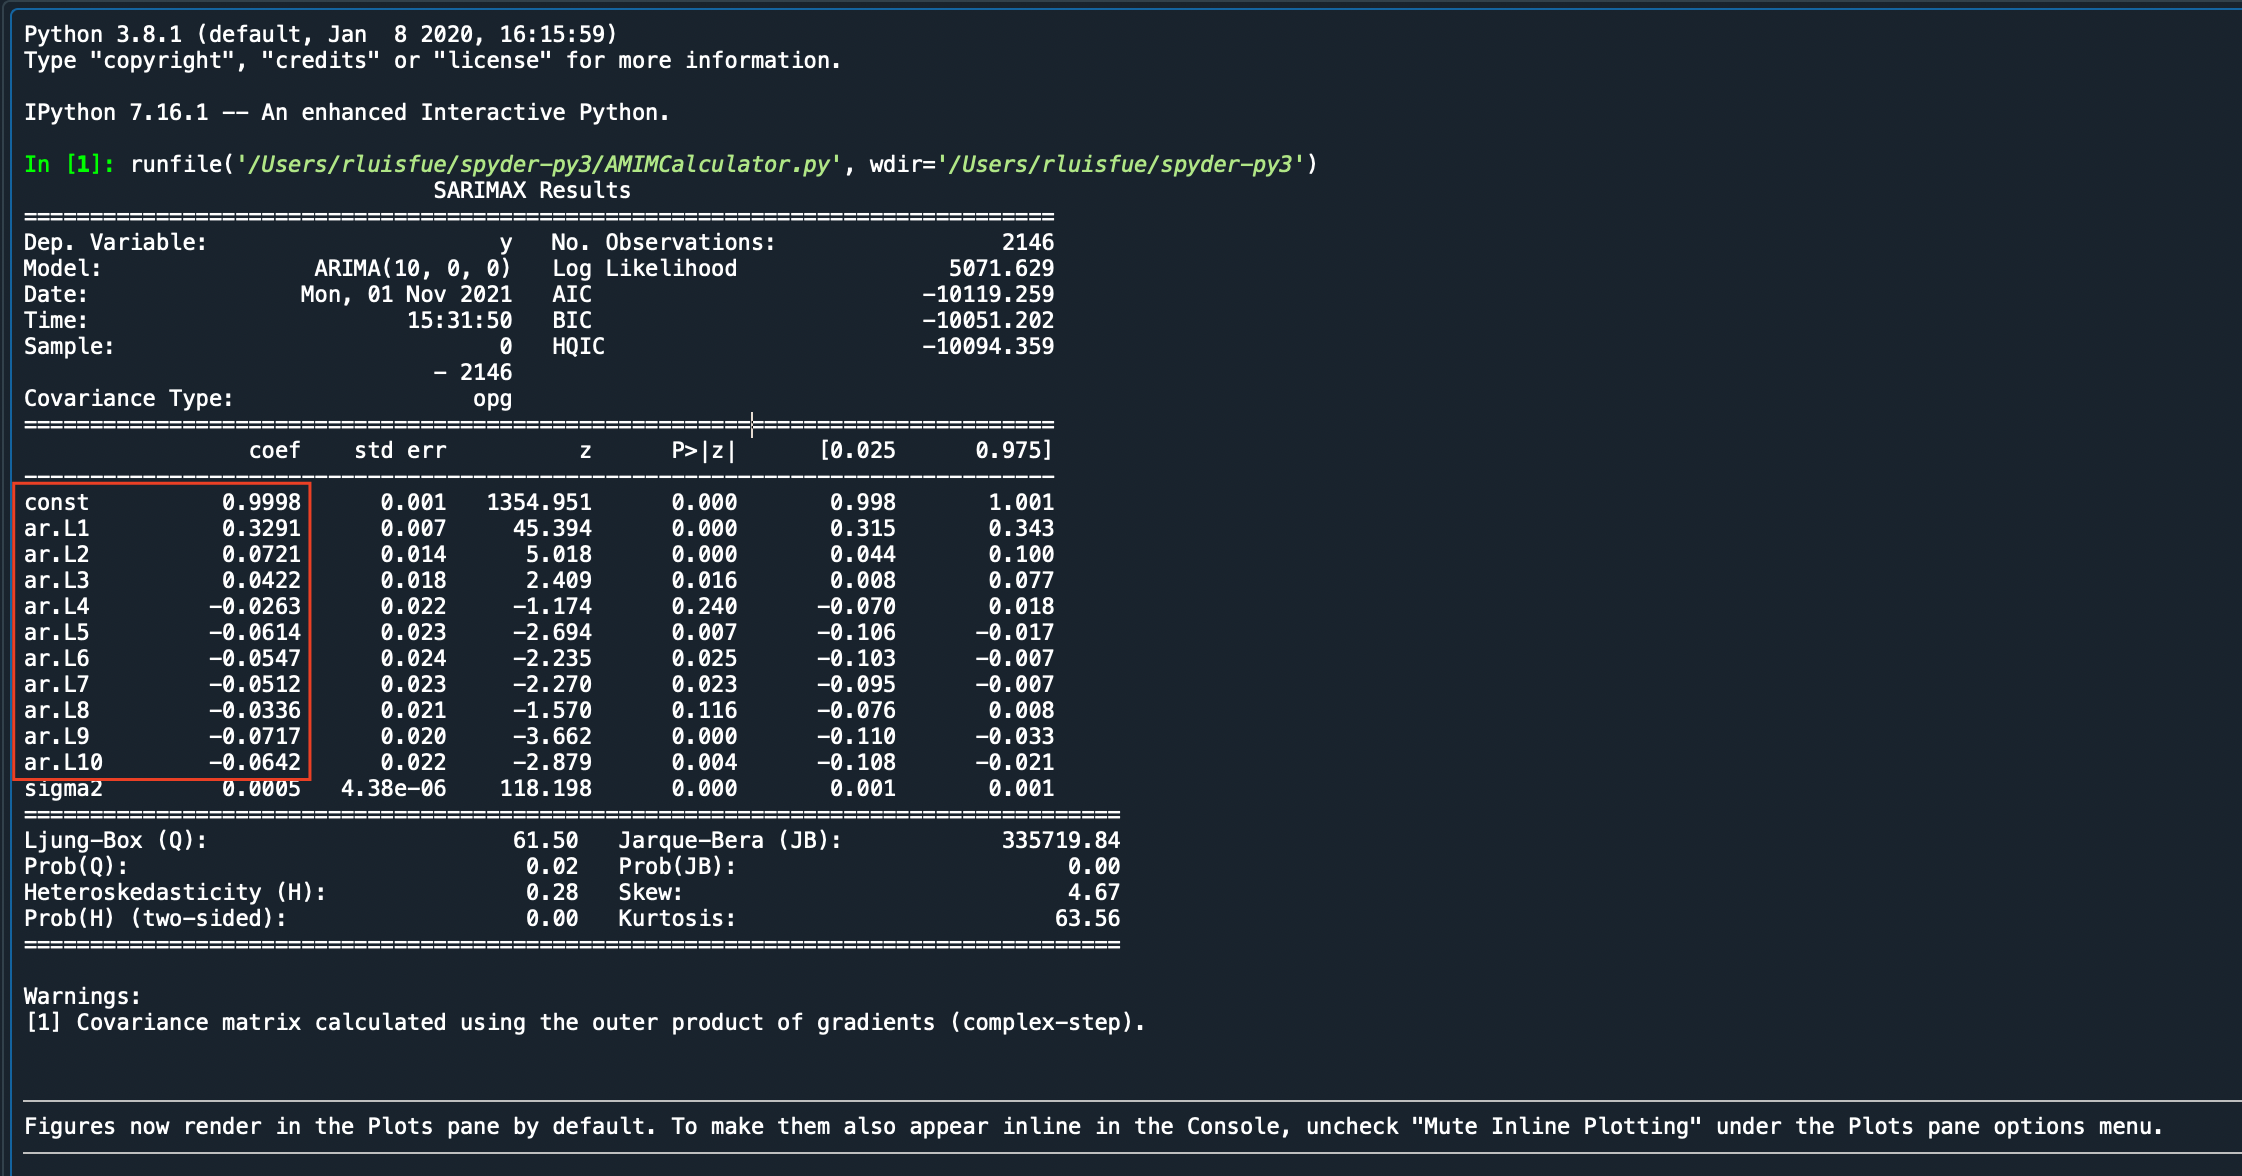 Python 3.8.1 (default, Jan  8 2020, 16:15:59)
Type "copyright", "credits" or "license" for more information.
IPython 7.16.1 -- An enhanced Interactive Python.
In [1]: runfile('/Users/rluisfue/spyder-py3/AMIMCalculator.py', wdir='/Users/rluisfue/spyder-py3')
SARIMAX Results
==============================================================================
Dep. Variable: y No. Observations: 2146
Model: ARIMA(10, 0, 0) Log Likelihood 5071.629
Date: Mon, 01 Nov 2021 AIC -10119.259
Time: 15:31:50 BIC -10051.202
Sample: 0 HQIC -10094.359
- 2146
Covariance Type: opg
==============================================================================
coef std err z P>|z| [0.025 0.975]
------------------------------------------------------------------------------
const 0.9998 0.001 1354.951 0.000 0.998 1.001
ar.L1 0.3291 0.007 45.394 0.000 0.315 0.343
ar.L2 0.0721 0.014 5.018 0.000 0.044 0.100
ar.L3 0.0422 0.018 2.409 0.016 0.008 0.077
ar.L4 -0.0263 0.022 -1.174 0.240 -0.070 0.018
ar.L5 -0.0614 0.023 -2.694 0.007 -0.106 -0.017
ar.L6 -0.0547 0.024 -2.235 0.025 -0.103 -0.007
ar.L7 -0.0512 0.023 -2.270 0.023 -0.095 -0.007
ar.L8 -0.0336 0.021 -1.570 0.116 -0.076 0.008
ar.L9 -0.0717 0.020 -3.662 0.000 -0.110 -0.033
ar.L10 -0.0642 0.022 -2.879 0.004 -0.108 -0.021
sigma2 0.0005 4.38e-06 118.198 0.000 0.001 0.001
===================================================================================
Ljung-Box (Q): 61.50 Jarque-Bera (JB): 335719.84
Prob(Q): 0.02 Prob(JB): 0.00
Heteroskedasticity (H): 0.28 Skew: 4.67
Prob(H) (two-sided): 0.00 Kurtosis: 63.56
===================================================================================
Warnings:
[1] Covariance matrix calculated using the outer product of gradients (complex-step).
Figures now render in the Plots pane by default. To make them also appear inline in the Console, uncheck "Mute Inline Plotting" under the Plots pane options menu.